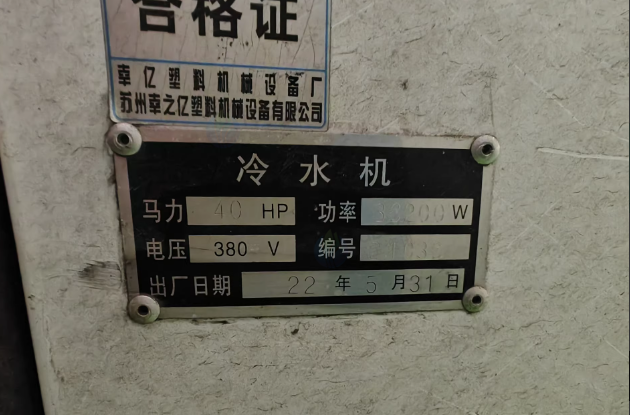 合格证
幸亿塑料机械设备厂
苏州幸之亿塑料机械设备有限公司
冷水机
马力 40 HP 功率 W
电压 380 V 编号
出厂日期 22 年 5 月 31 日